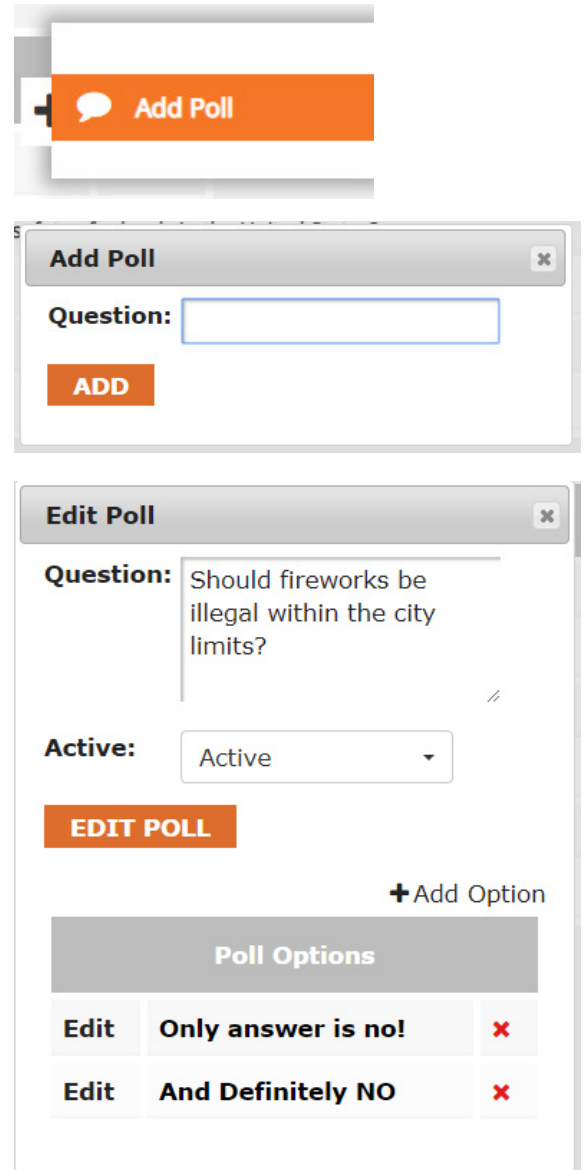 Add Poll
Add Poll
Question:
ADD
Edit Poll
Question:
Should fireworks be
illegal within the city
limits?
Active:
Active
EDIT POLL
Add Option
Poll Options
Edit Only answer is no!
Edit And Definitely NO